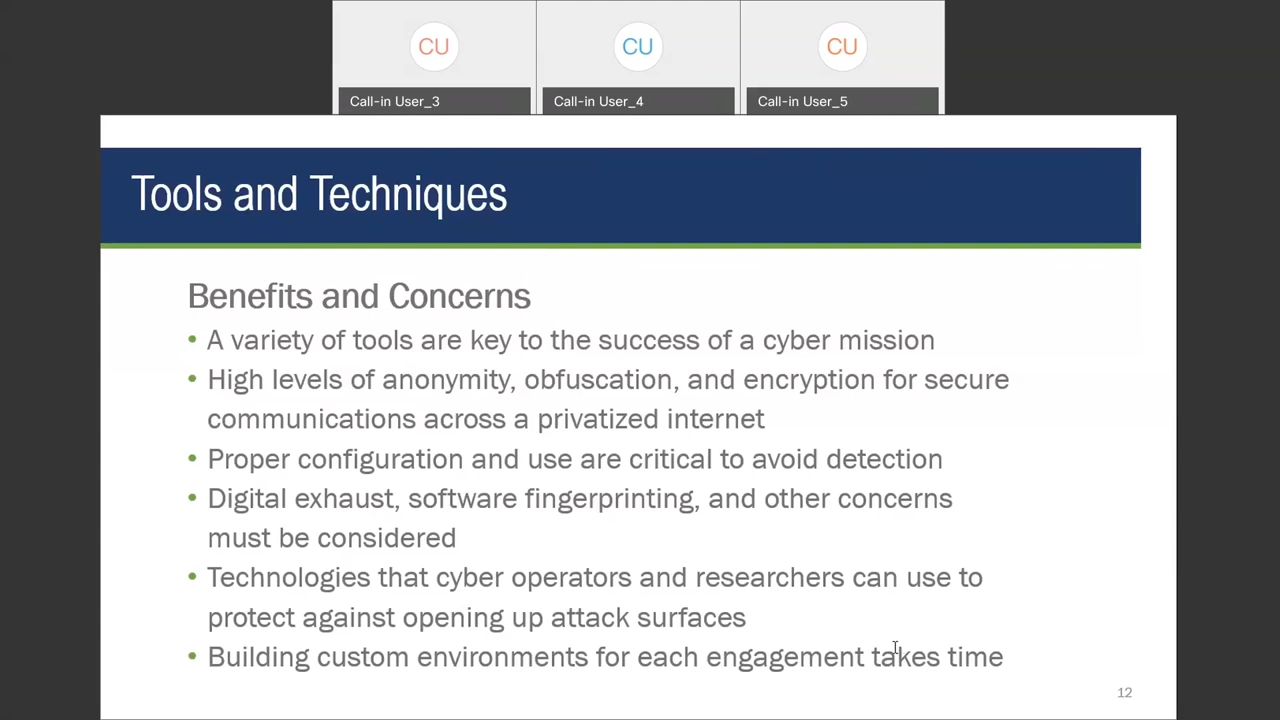 CU CU CU
Call-in User_3 Call-in User_4 Call-in User_5
Tools and Techniques
Benefits and Concerns
• A variety of tools are key to the success of a cyber mission
• High levels of anonymity, obfuscation, and encryption for secure
communications across a privatized internet
• Proper configuration and use are critical to avoid detection
• Digital exhaust, software fingerprinting, and other concerns
must be considered
• Technologies that cyber operators and researchers can use to
protect against opening up attack surfaces
• Building custom environments for each engagement takes time
12